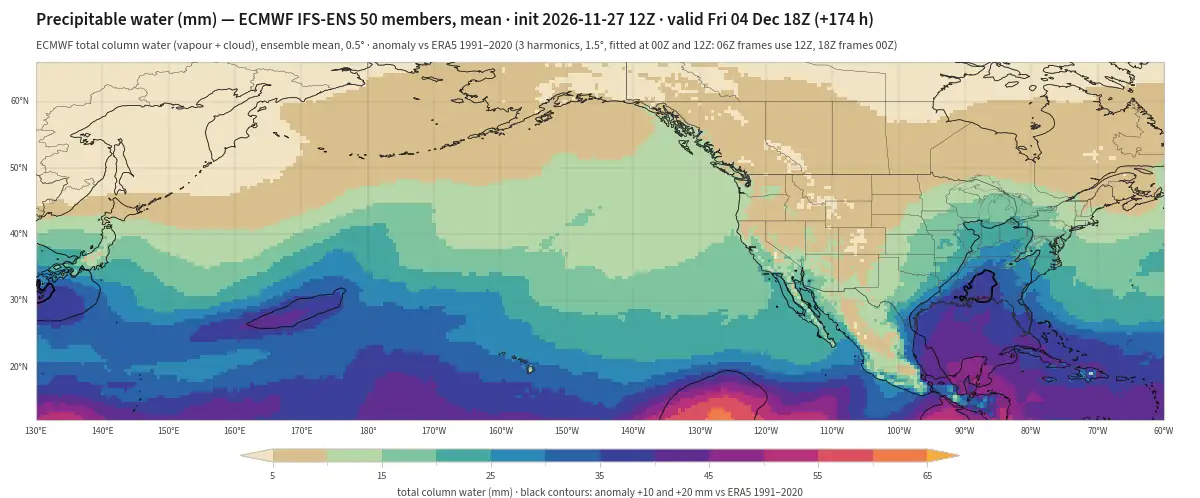 Precipitable water (mm) — ECMWF IFS-ENS 50 members, mean · init 2026-11-27 12Z · valid Fri 04 Dec 18Z (+174 h)
ECMWF total column water (vapour + cloud), ensemble mean, 0.5° · anomaly vs ERA5 1991–2020 (3 harmonics, 1.5°, fitted at 00Z and 12Z: 06Z frames use 12Z, 18Z frames 00Z)
60°N
50°N
40°N
30°N
20°N
130°E 140°E 150°E 160°E 170°E 180° 170°W 160°W 150°W 140°W 130°W 120°W 110°W 100°W 90°W 80°W 70°W 60°W
5 15 25 35 45 55 65
total column water (mm) · black contours: anomaly +10 and +20 mm vs ERA5 1991–2020